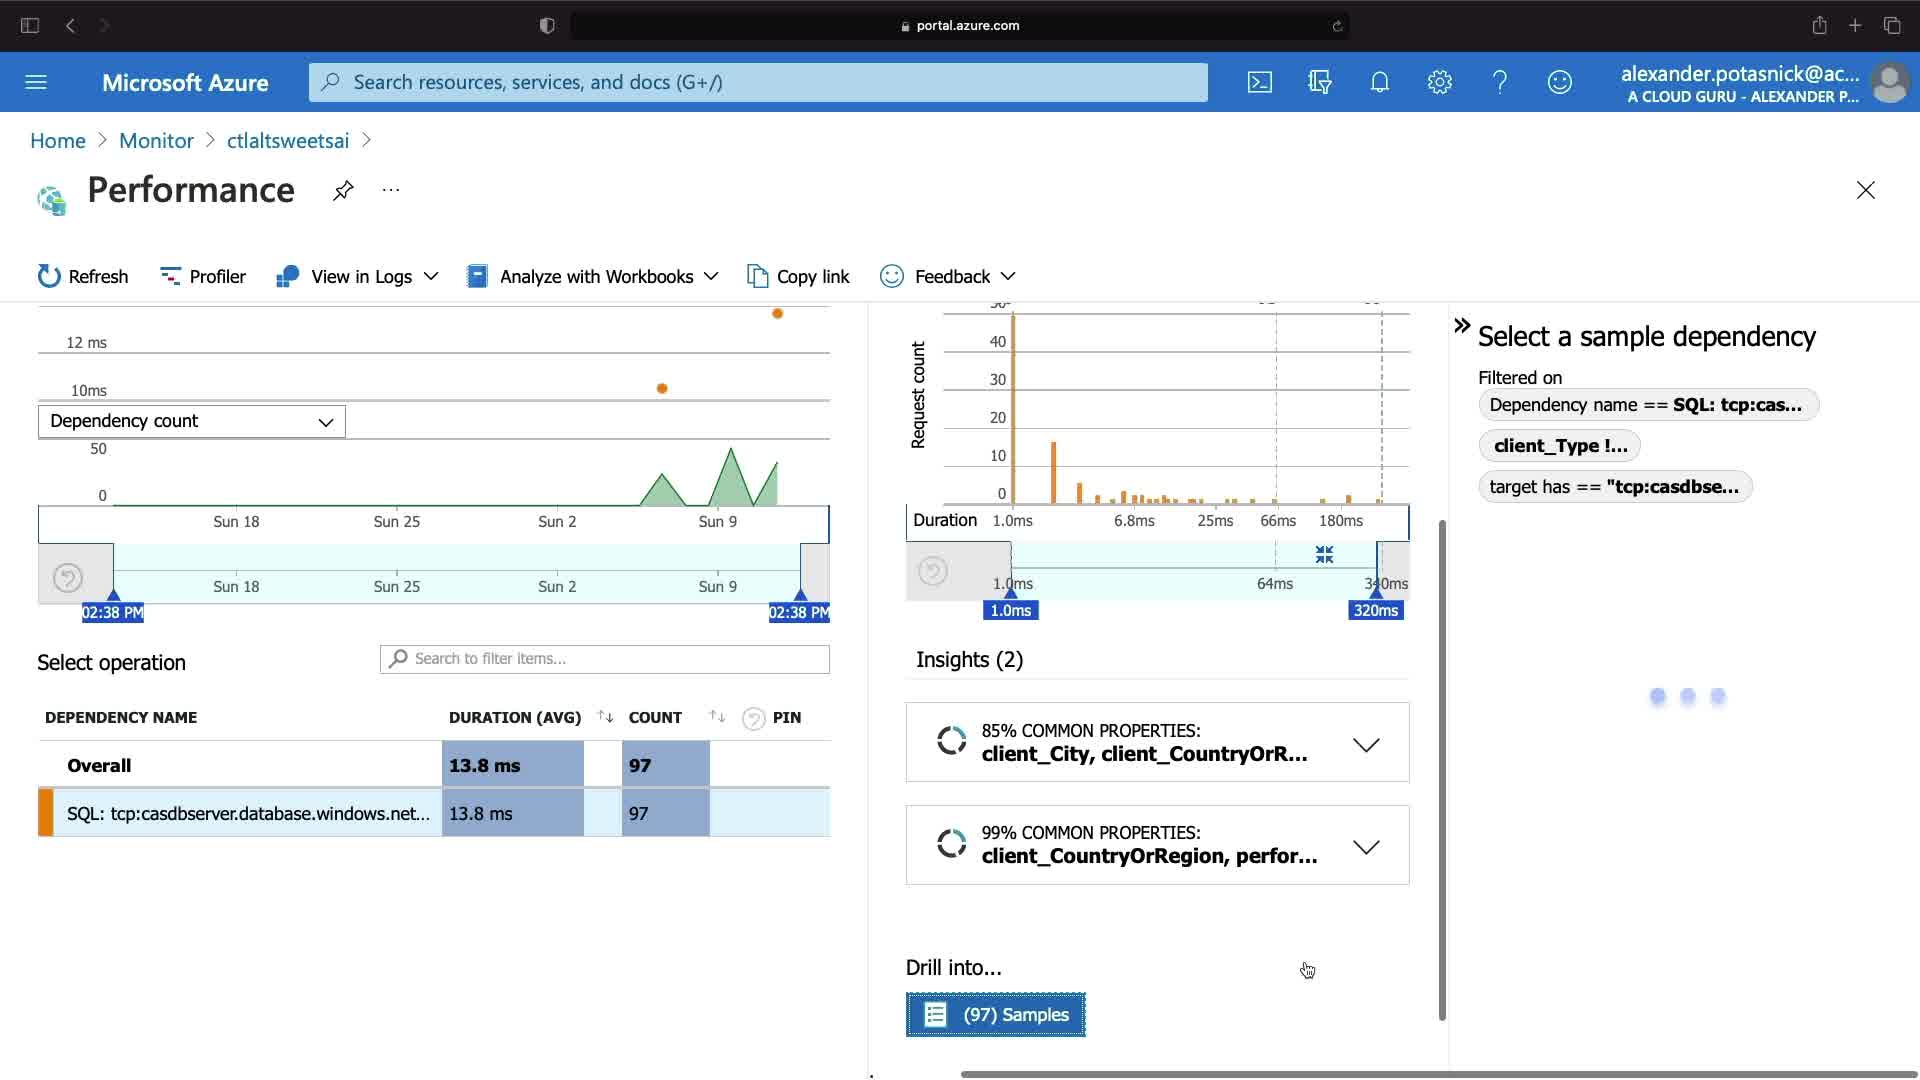 portal.azure.com
Microsoft Azure
Search resources, services, and docs (G+/)
alexander.potasnick@ac...
A CLOUD GURU - ALEXANDER P...
Home > Monitor > ctlaltsweetsai >
Performance
...
Refresh
Profiler
View in Logs
Analyze with Workbooks
Copy link
Feedback
12 ms
10ms
Dependency count
50
0
Sun 18
Sun 25
Sun 2
Sun 9
Sun 18
Sun 25
Sun 2
Sun 9
02:38 PM
02:38 PM
Select operation
Search to filter items...
DEPENDENCY NAME
DURATION (AVG)
COUNT
PIN
Overall
13.8 ms
97
SQL: tcp:casdbserver.database.windows.net...
13.8 ms
97
Request count
40
30
20
10
0
Duration
1.0ms
6.8ms
25ms
66ms
180ms
1.0ms
64ms
340ms
1.0ms
320ms
Insights (2)
85% COMMON PROPERTIES:
client_City, client_CountryOrR...
99% COMMON PROPERTIES:
client_CountryOrRegion, perfor...
Drill into...
(97) Samples
Select a sample dependency
Filtered on
Dependency name == SQL: tcp:cas...
client_Type !...
target has == "tcp:casdbse...